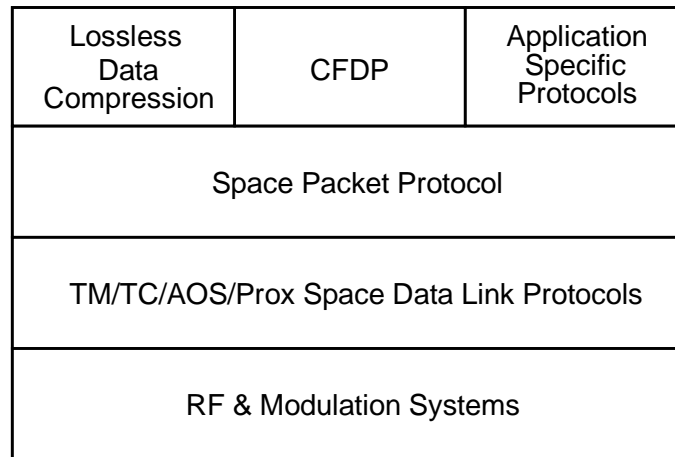 Lossless
Data
Compression
CFDP
Application
Specific
Protocols
Space Packet Protocol
TM/TC/AOS/Prox Space Data Link Protocols
RF & Modulation Systems